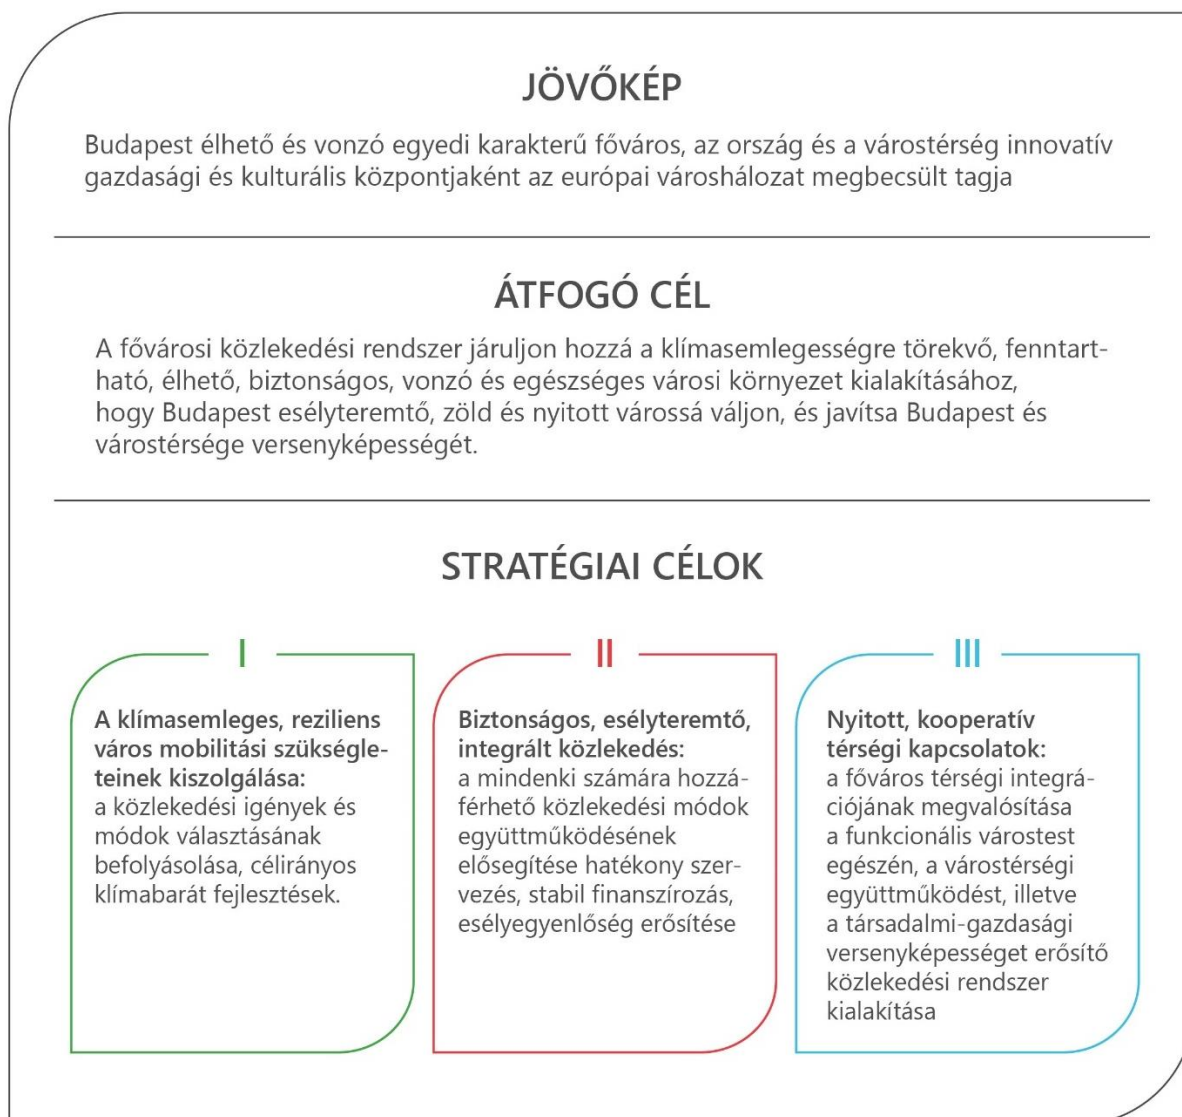 JÖVŐKÉP
Budapest élhető és vonzó egyedi karakterű főváros, az ország és a várostérség innovatív
gazdasági és kulturális központjaként az európai városhálozat megbecsült tagja
ÁTFOGÓ CÉL
A fővárosi közlekedési rendszer járuljon hozzá a klímasemlegességre törekvő, fenntart-
ható, élhető, biztonságos, vonzó és egészséges városi környezet kialakításához,
hogy Budapest esélyteremtő, zöld és nyitott várossá váljon, és javítsa Budapest és
várostérsége versenyképességét.
STRATÉGIAI CÉLOK
I
A klímasemleges, reziliens
város mobilitási szükségle-
teinek kiszolgálása:
a közlekedési igények és
módok választásának
befolyásolása, célirányos
klímabarát fejlesztések.
II
Biztonságos, esélyteremtő,
integrált közlekedés:
a mindenki számára hozzá-
férhető közlekedési módok
együttműködésének
elősegítése hatékony szer-
vezés, stabil finanszírozás,
esélyegyenlőség erősítése
III
Nyitott, kooperatív
térségi kapcsolatok:
a főváros térségi integrá-
ciójának megvalósítása
a funkcionális várostest
egészén, a várostérségi
együttműködést, illetve
a társadalmi-gazdasági
versenyképességet erősítő
közlekedési rendszer
kialakítása